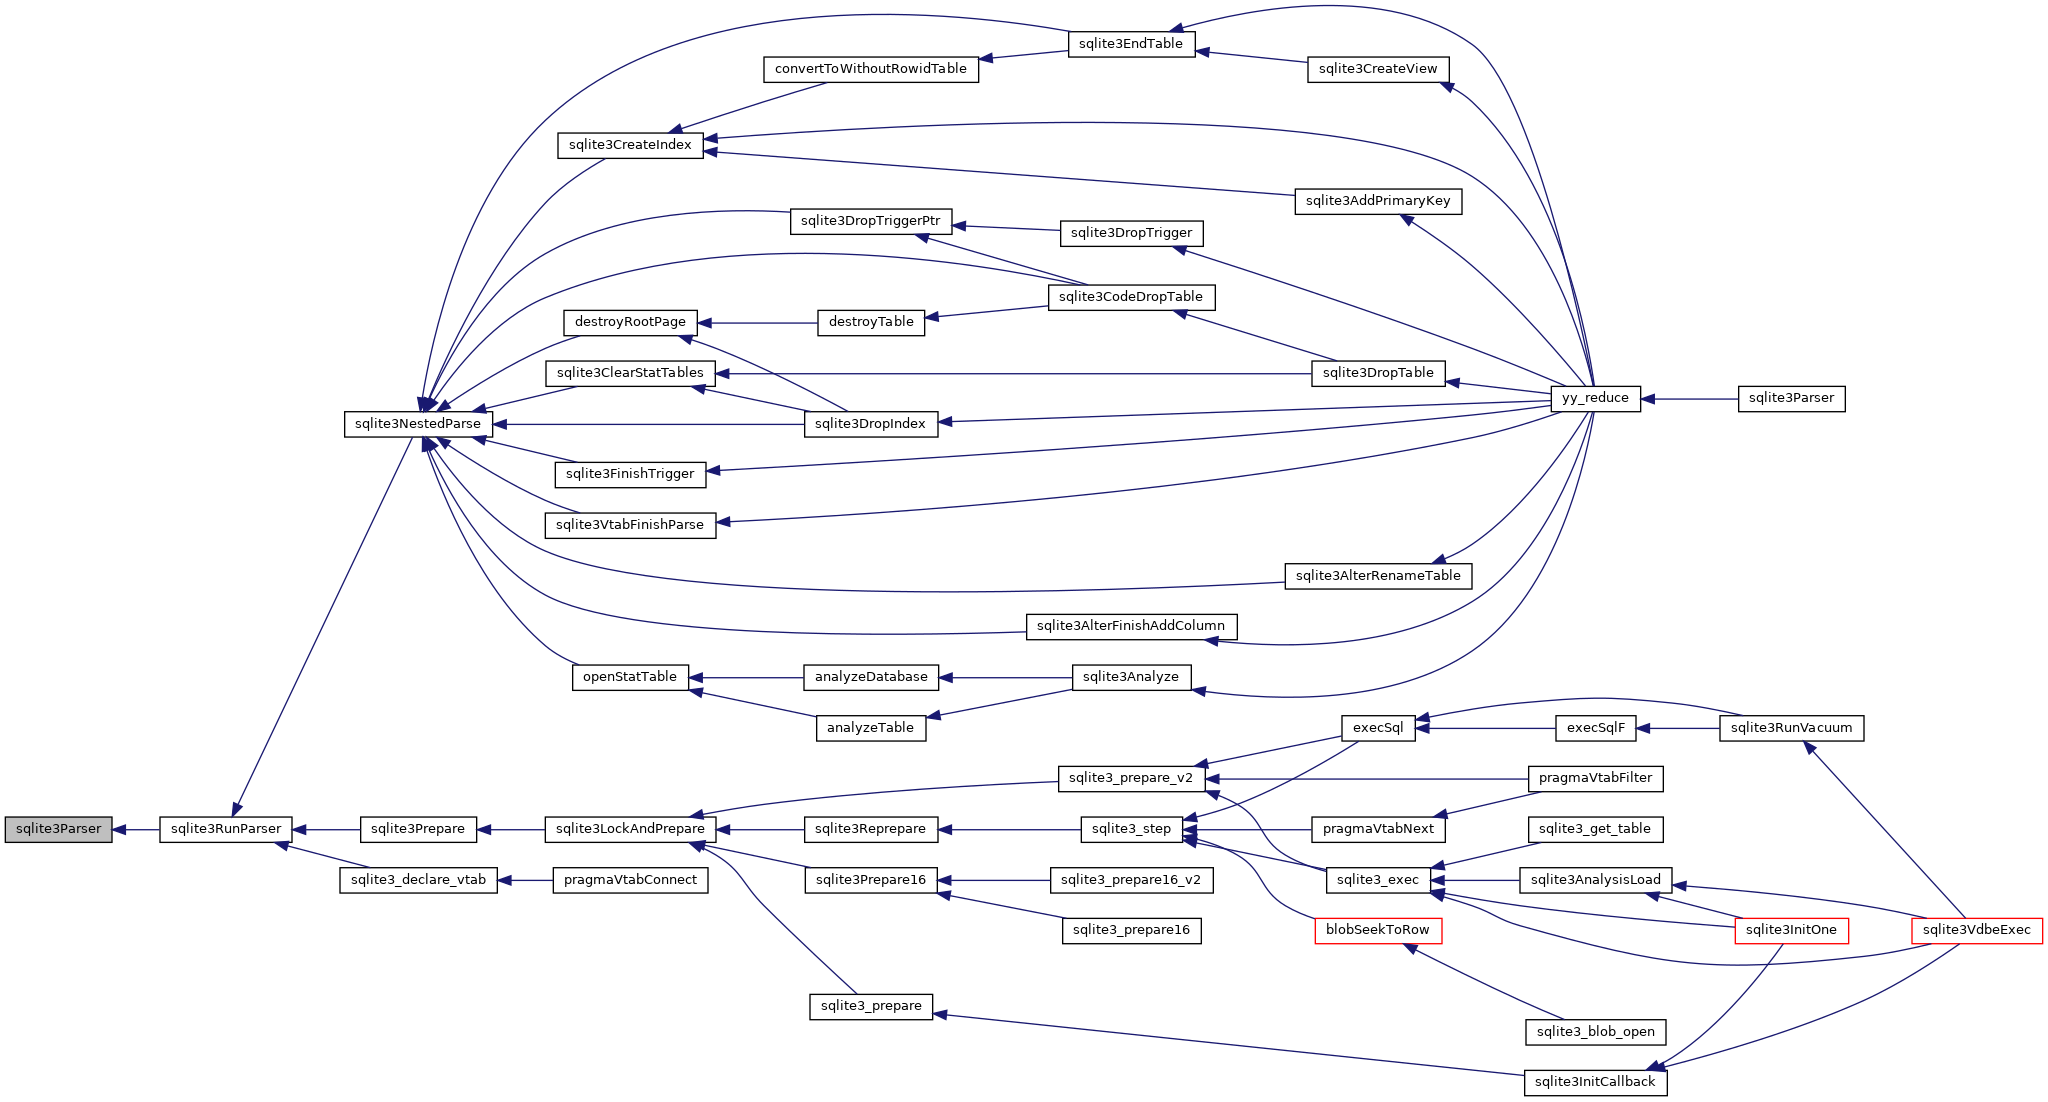 sqlite3EndTable
convertToWithoutRowidTable
sqlite3CreateView
sqlite3CreateIndex
sqlite3AddPrimaryKey
sqlite3DropTriggerPtr
sqlite3DropTrigger
sqlite3CodeDropTable
destroyRootPage
destroyTable
sqlite3ClearStatTables
sqlite3DropTable
yy_reduce
sqlite3Parser
sqlite3NestedParse
sqlite3DropIndex
sqlite3FinishTrigger
sqlite3VtabFinishParse
sqlite3AlterRenameTable
sqlite3AlterFinishAddColumn
openStatTable
analyzeDatabase
sqlite3Analyze
analyzeTable
execSql
execSqlF
sqlite3RunVacuum
sqlite3_prepare_v2
pragmaVtabFilter
sqlite3Parser
sqlite3RunParser
sqlite3Prepare
sqlite3LockAndPrepare
sqlite3Reprepare
sqlite3_step
pragmaVtabNext
sqlite3_get_table
sqlite3_declare_vtab
pragmaVtabConnect
sqlite3Prepare16
sqlite3_prepare16_v2
sqlite3_exec
sqlite3AnalysisLoad
sqlite3_prepare16
blobSeekToRow
sqlite3InitOne
sqlite3VdbeExec
sqlite3_prepare
sqlite3_blob_open
sqlite3InitCallback